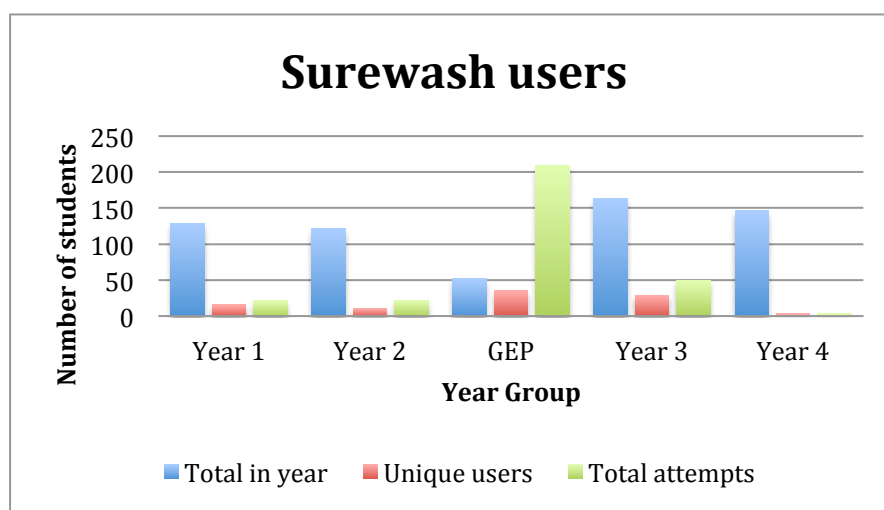 Surewash users
Number of students
250
200
150
100
50
0
Year 1 Year 2 GEP Year 3 Year 4
Year Group
Total in year Unique users Total attempts